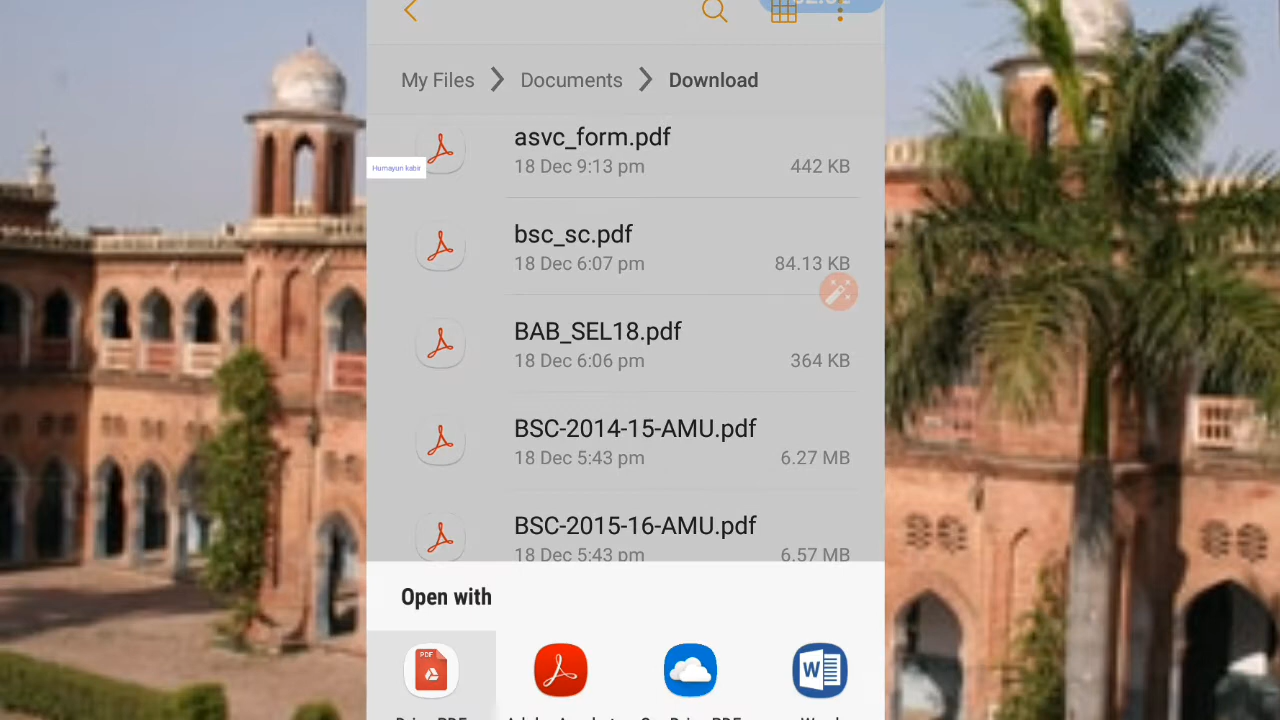 My Files > Documents > Download
asvc_form.pdf
18 Dec 9:13 pm 442 KB
Humayun kabir
bsc_sc.pdf
18 Dec 6:07 pm 84.13 KB
BAB_SEL18.pdf
18 Dec 6:06 pm 364 KB
BSC-2014-15-AMU.pdf
18 Dec 5:43 pm 6.27 MB
BSC-2015-16-AMU.pdf
18 Dec 5:43 pm 6.57 MB
Open with
PDF
W